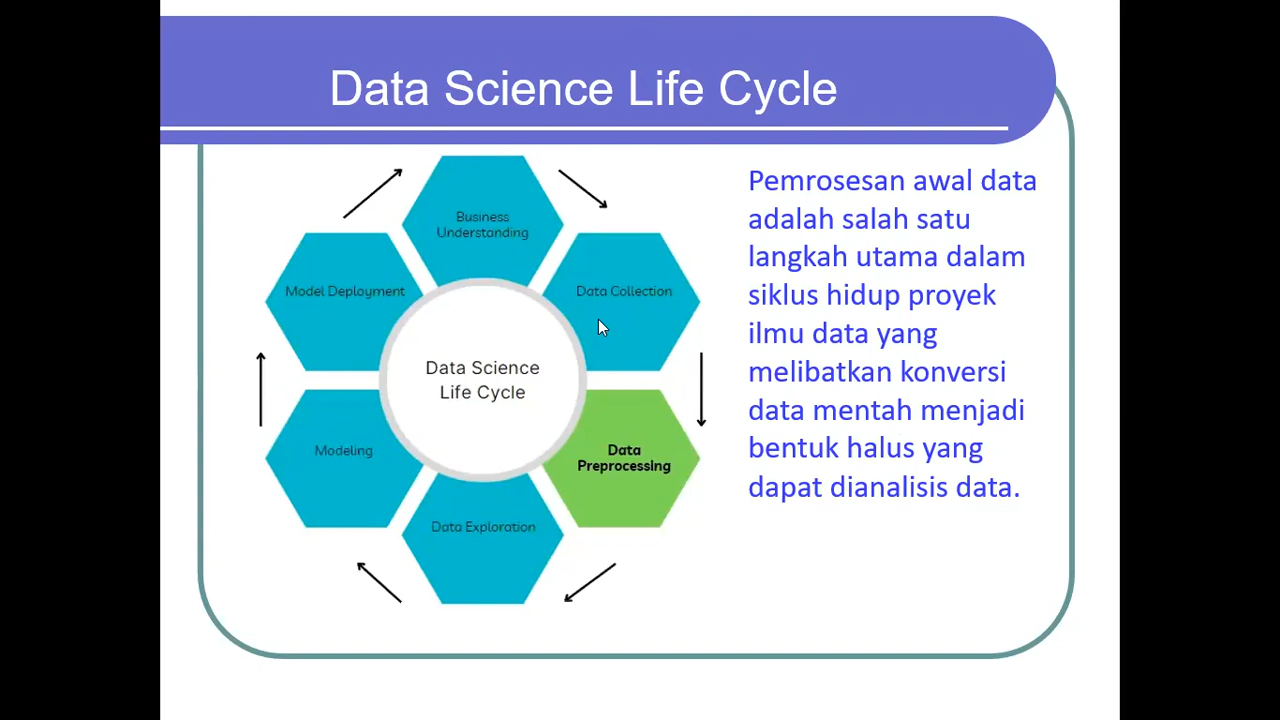 Data Science Life Cycle
Business
Understanding
Data Collection
Data
Preprocessing
Data Exploration
Modeling
Model Deployment
Data Science
Life Cycle
Pemrosesan awal data
adalah salah satu
langkah utama dalam
siklus hidup proyek
ilmu data yang
melibatkan konversi
data mentah menjadi
bentuk halus yang
dapat dianalisis data.